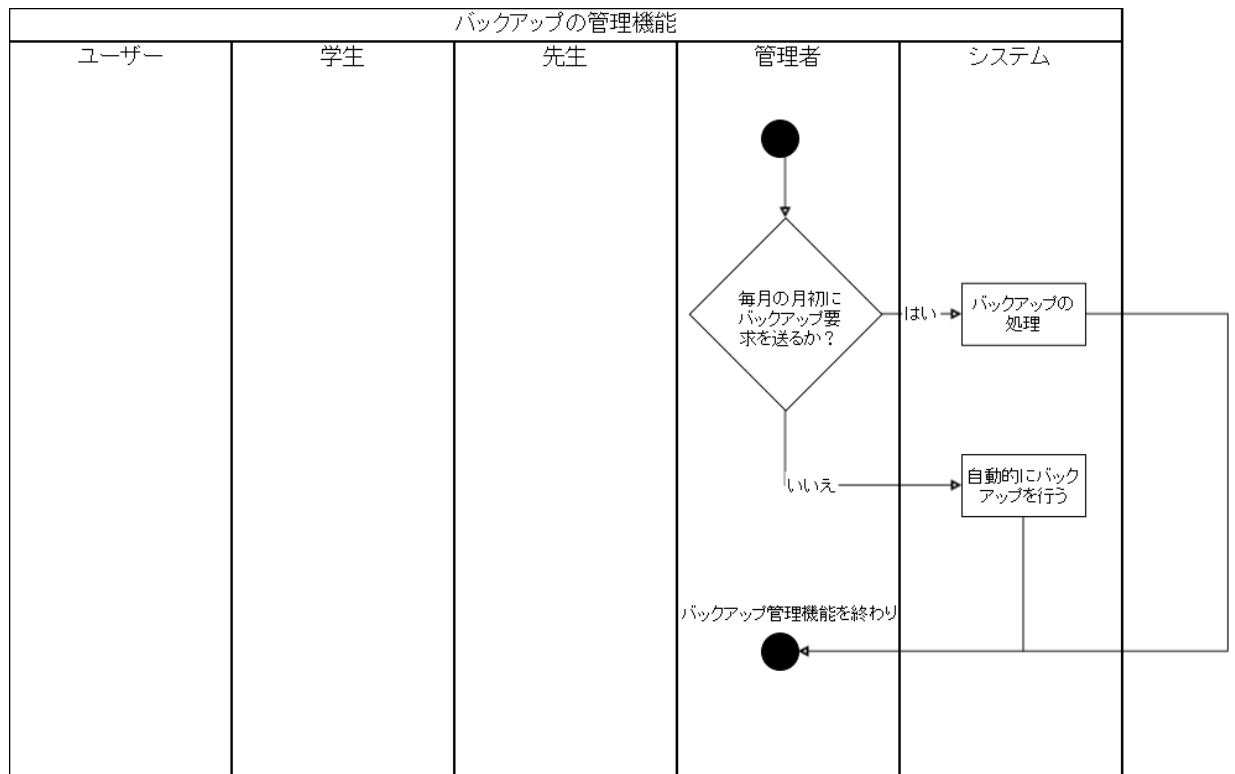 バックアップの管理機能
ユーザー
学生
先生
管理者
システム
毎月の月初に
バックアップ要
求を送るか？
はい
バックアップの
処理
いいえ
自動的にバック
アップを行う
バックアップ管理機能を終わり